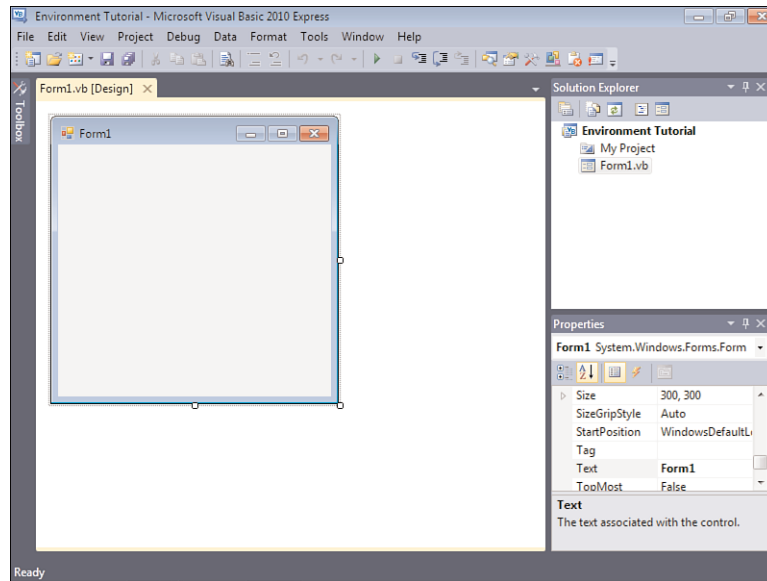 Environment Tutorial - Microsoft Visual Basic 2010 Express
File Edit View Project Debug Data Format Tools Window Help
Toolbox
Form1.vb [Design]
Form1
Solution Explorer
Environment Tutorial
My Project
Form1.vb
Properties
Form1 System.Windows.Forms.Form
Size 300, 300
SizeGripStyle Auto
StartPosition WindowsDefaultL
Tag
Text Form1
TopMost False
Text
The text associated with the control.
Ready